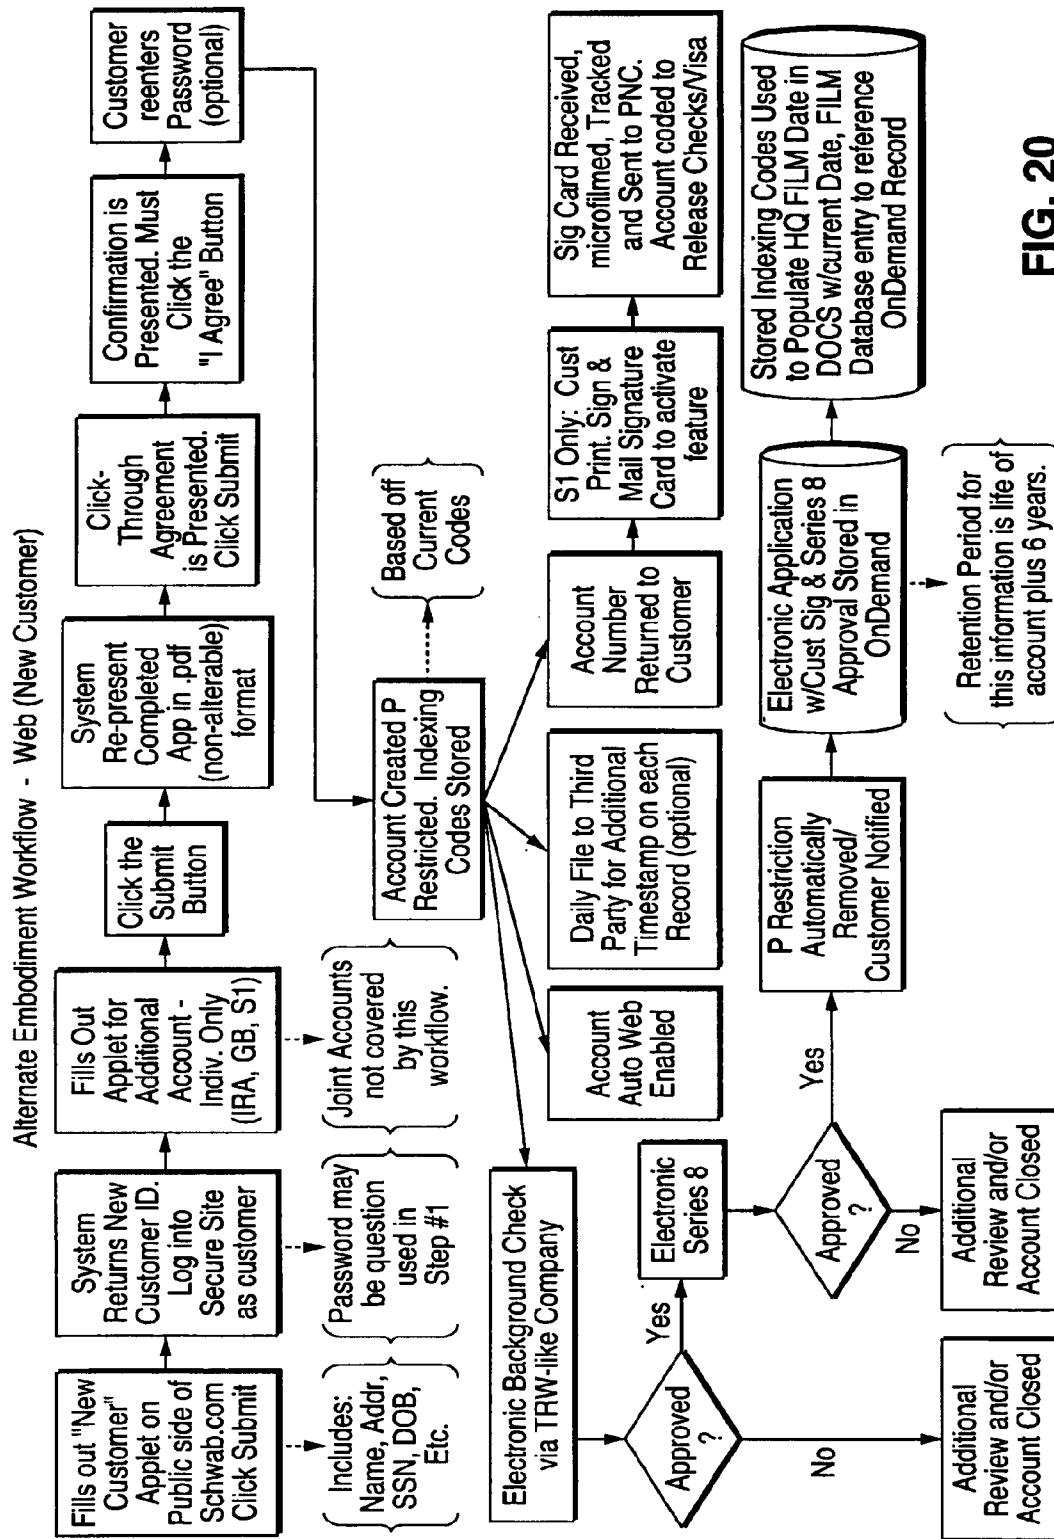 Alternate Embodiment Workflow - Web (New Customer)
Fills out "New
Customer"
Applet on
Public side of
Schwab.com
Click Submit
System
Returns New
Customer ID.
Log into
Secure Site
as customer
Fills Out
Applet for
Additional
Account -
Indiv. Only
(IRA, GB, S1)
Click the
Submit
Button
System
Re-present
Completed
App in .pdf
(non-alterable)
format
Click-
Through
Agreement
is Presented.
Click Submit
Confirmation is
Presented. Must
Click the
"I Agree" Button
Customer
reenters
Password
(optional)
Includes:
Name, Addr,
SSN, DOB,
Etc.
Password may
be question
used in
Step #1
Joint Accounts
not covered
by this
workflow.
Account Created P
Restricted. Indexing
Codes Stored
Based off
Current
Codes
Electronic Background Check
via TRW-like Company
Account
Auto Web
Enabled
Daily File to Third
Party for Additional
Timestamp on each
Record (optional)
Account
Number
Returned to
Customer
S1 Only: Cust
Print. Sign &
Mail Signature
Card to activate
feature
Sig Card Received,
microfilmed, Tracked
and Sent to PNC.
Account coded to
Release Checks/Visa
Approved
?
Yes
No
Electronic
Series 8
Approved
?
Yes
No
P Restriction
Automatically
Removed/
Customer Notified
Electronic Application
w/Cust Sig & Series 8
Approval Stored in
OnDemand
Stored Indexing Codes Used
to Populate HQ FILM Date in
DOCS w/current Date, FILM
Database entry to reference
OnDemand Record
Additional
Review and/or
Account Closed
Additional
Review and/or
Account Closed
Retention Period for
this information is life of
account plus 6 years.
FIG. 20